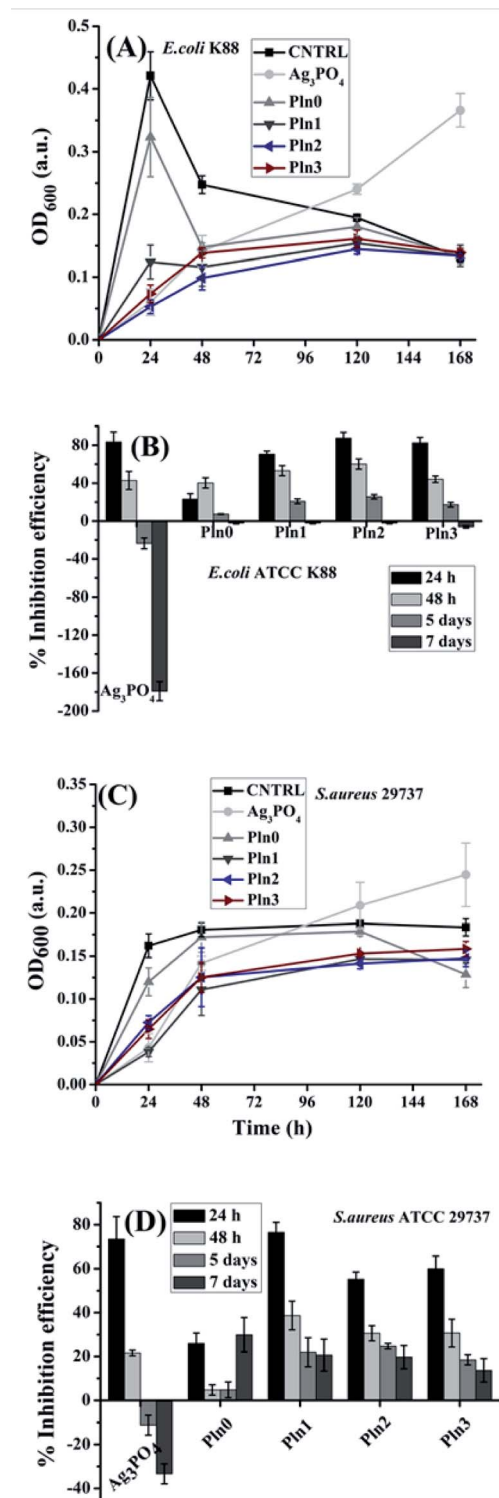 (A)
E.coli K88
CNTRL
Ag₃PO₄
Pln0
Pln1
Pln2
Pln3
OD₆₀₀ (a.u.)
0.5
0.4
0.3
0.2
0.1
0.0
0 24 48 72 96 120 144 168
(B)
% Inhibition efficiency
80
40
0
-40
-80
-120
-160
-200
Pln0 Pln1 Pln2 Pln3
E.coli ATCC K88
24 h
48 h
5 days
7 days
Ag₃PO₄
(C)
CNTRL
Ag₃PO₄
Pln0
Pln1
Pln2
Pln3
S.aureus 29737
OD₆₀₀ (a.u.)
0.35
0.30
0.25
0.20
0.15
0.10
0.05
0.00
0 24 48 72 96 120 144 168
Time (h)
(D)
24 h
48 h
5 days
7 days
S.aureus ATCC 29737
% Inhibition efficiency
80
60
40
20
0
-20
-40
Ag₃PO₄ Pln0 Pln1 Pln2 Pln3